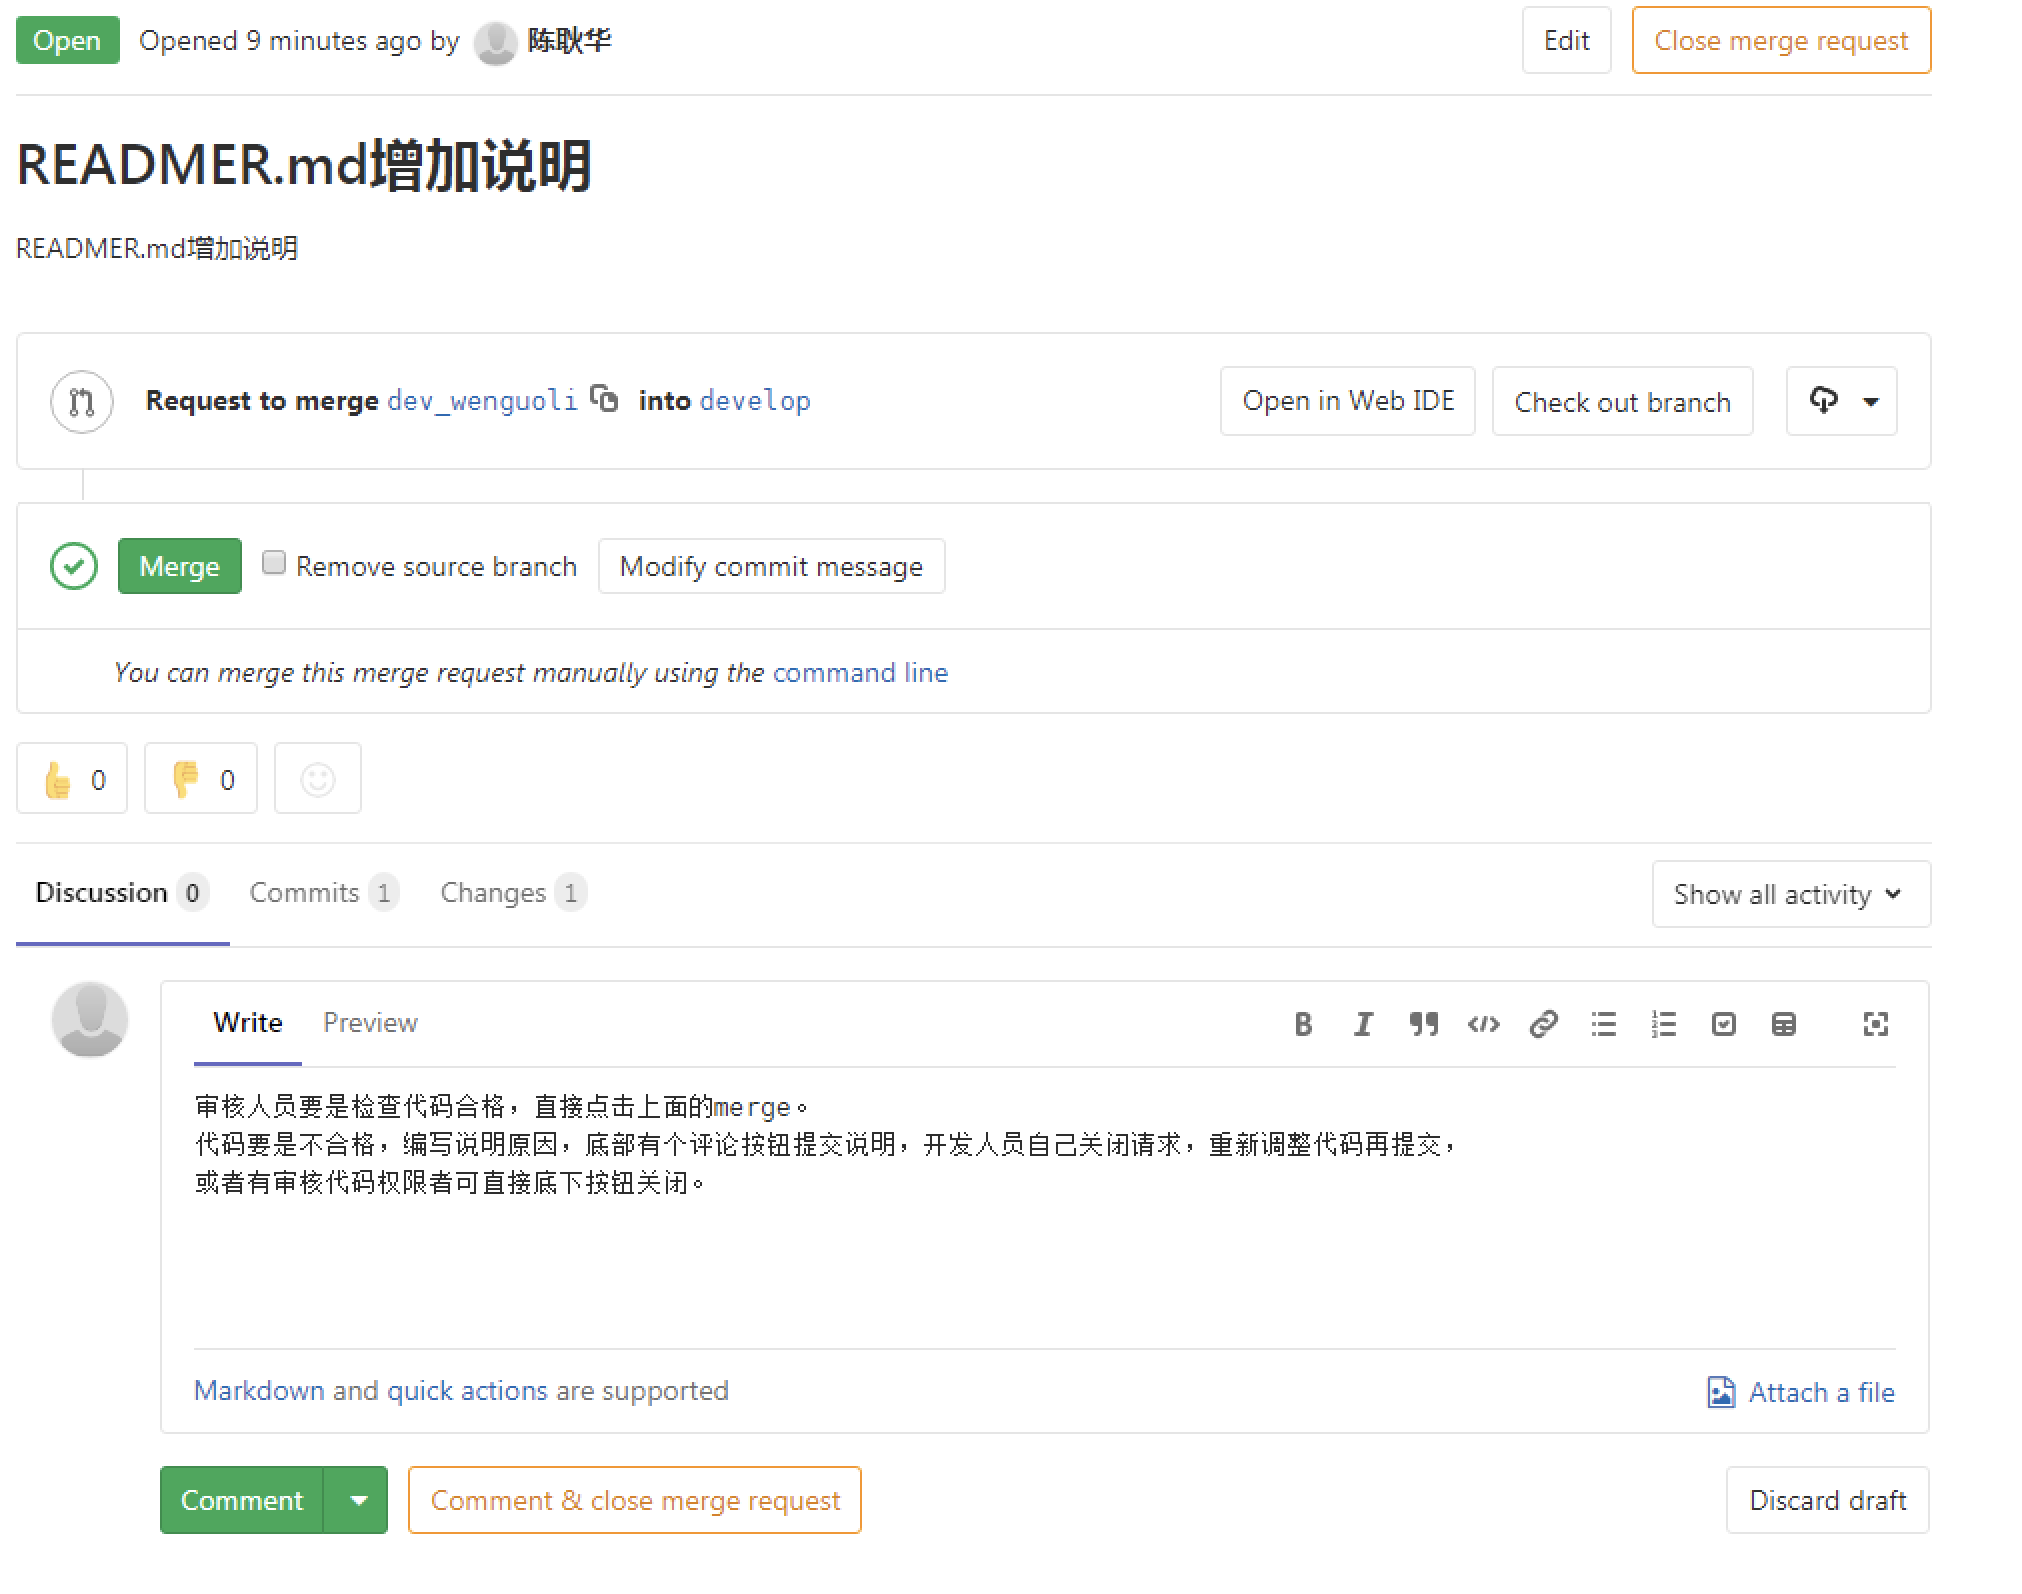 Open Opened 9 minutes ago by 陈耿华 Edit Close merge request
READMER.md增加说明
READMER.md增加说明
Request to merge dev_wenguoli into develop Open in Web IDE Check out branch
Merge Remove source branch Modify commit message
You can merge this merge request manually using the command line
0 0
Discussion 0 Commits 1 Changes 1 Show all activity
Write Preview
审核人员要是检查代码合格，直接点击上面的merge。
代码要是不合格，编写说明原因，底部有个评论按钮提交说明，开发人员自己关闭请求，重新调整代码再提交，
或者有审核代码权限者可直接底下按钮关闭。
Markdown and quick actions are supported Attach a file
Comment Comment & close merge request Discard draft